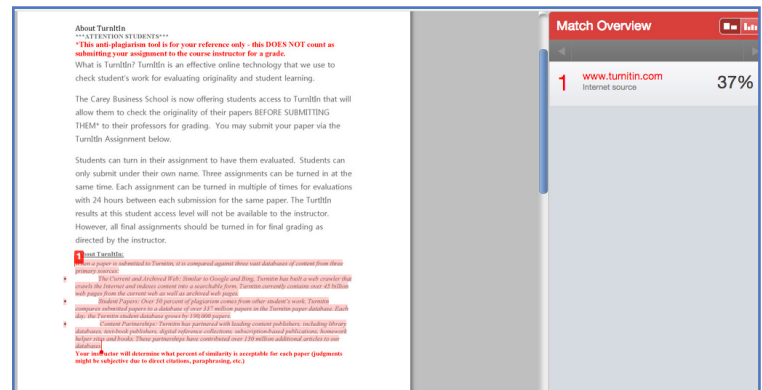 About TurnItIn
***ATTENTION STUDENTS***
*This anti-plagiarism tool is for your reference only - this DOES NOT count as
submitting your assignment to the course instructor for a grade.
What is TurnItIn? TurnItIn is an effective online technology that we use to
check student's work for evaluating originality and student learning.
The Carey Business School is now offering students access to TurnItIn that will
allow them to check the originality of their papers BEFORE SUBMITTING
THEM* to their professors for grading. You may submit your paper via the
TurnItIn Assignment below.
Students can turn in their assignment to have them evaluated. Students can
only submit under their own name. Three assignments can be turned in at the
same time. Each assignment can be turned in multiple of times for evaluations
with 24 hours between each submission for the same paper. The TurtItIn
results at this student access level will not be available to the instructor.
However, all final assignments should be turned in for final grading as
directed by the instructor.
1 bout TurnItIn:
When a paper is submitted to Turnitin, it is compared against three vast databases of content from three
primary sources:
• The Current and Archived Web: Similar to Google and Bing, Turnitin has built a web crawler that
crawls the Internet and indexes content into a searchable form. Turnitin currently contains over 45 billion
web pages from the current web as well as archived web pages.
• Student Papers: Over 50 percent of plagiarism comes from other student's work. Turnitin
compares submitted papers to a database of over 337 million papers in the Turnitin paper database. Each
day, the Turnitin student database grows by 190,000 papers.
• Content Partnerships: Turnitin has partnered with leading content publishers, including library
databases, text-book publishers, digital reference collections, subscription-based publications, homework
helper sites and books. These partnerships have contributed over 130 million additional articles to our
databases.
Your instructor will determine what percent of similarity is acceptable for each paper (judgments
might be subjective due to direct citations, paraphrasing, etc.)
Match Overview
1 www.turnitin.com 37%
Internet source